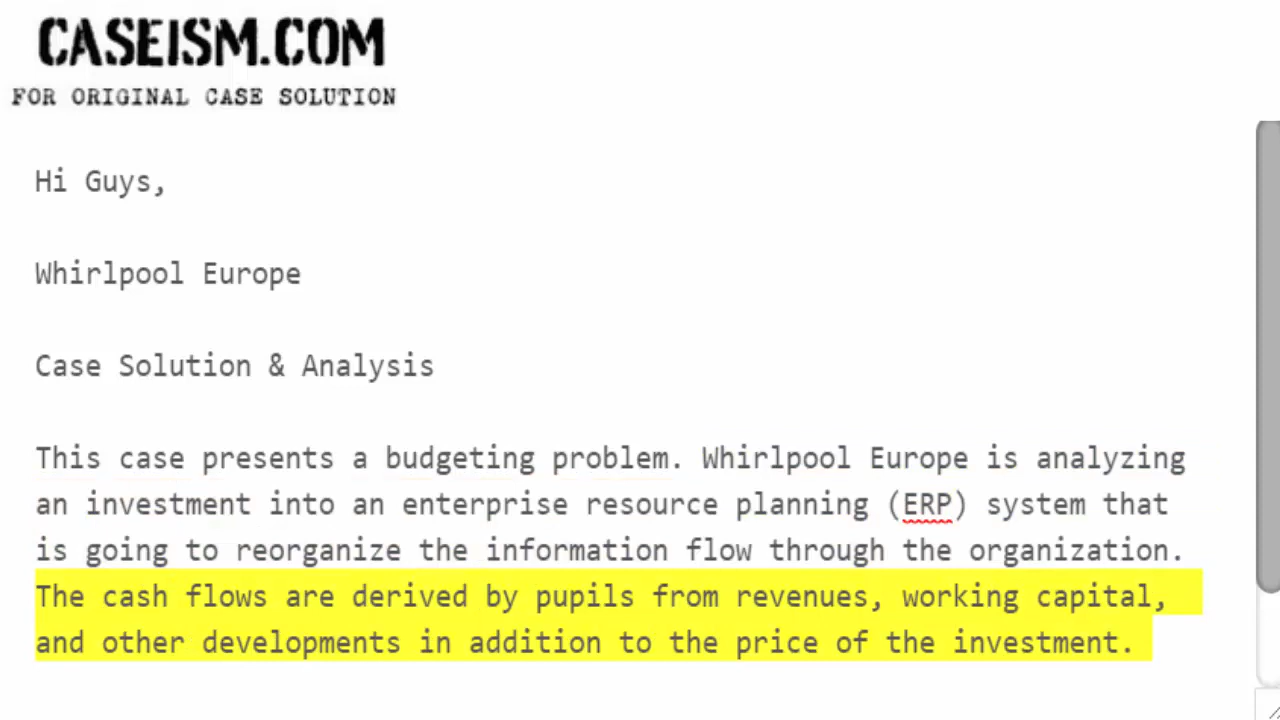 CASEISM.COM
FOR ORIGINAL CASE SOLUTION
Hi Guys,
Whirlpool Europe
Case Solution & Analysis
This case presents a budgeting problem. Whirlpool Europe is analyzing
an investment into an enterprise resource planning (ERP) system that
is going to reorganize the information flow through the organization.
The cash flows are derived by pupils from revenues, working capital,
and other developments in addition to the price of the investment.